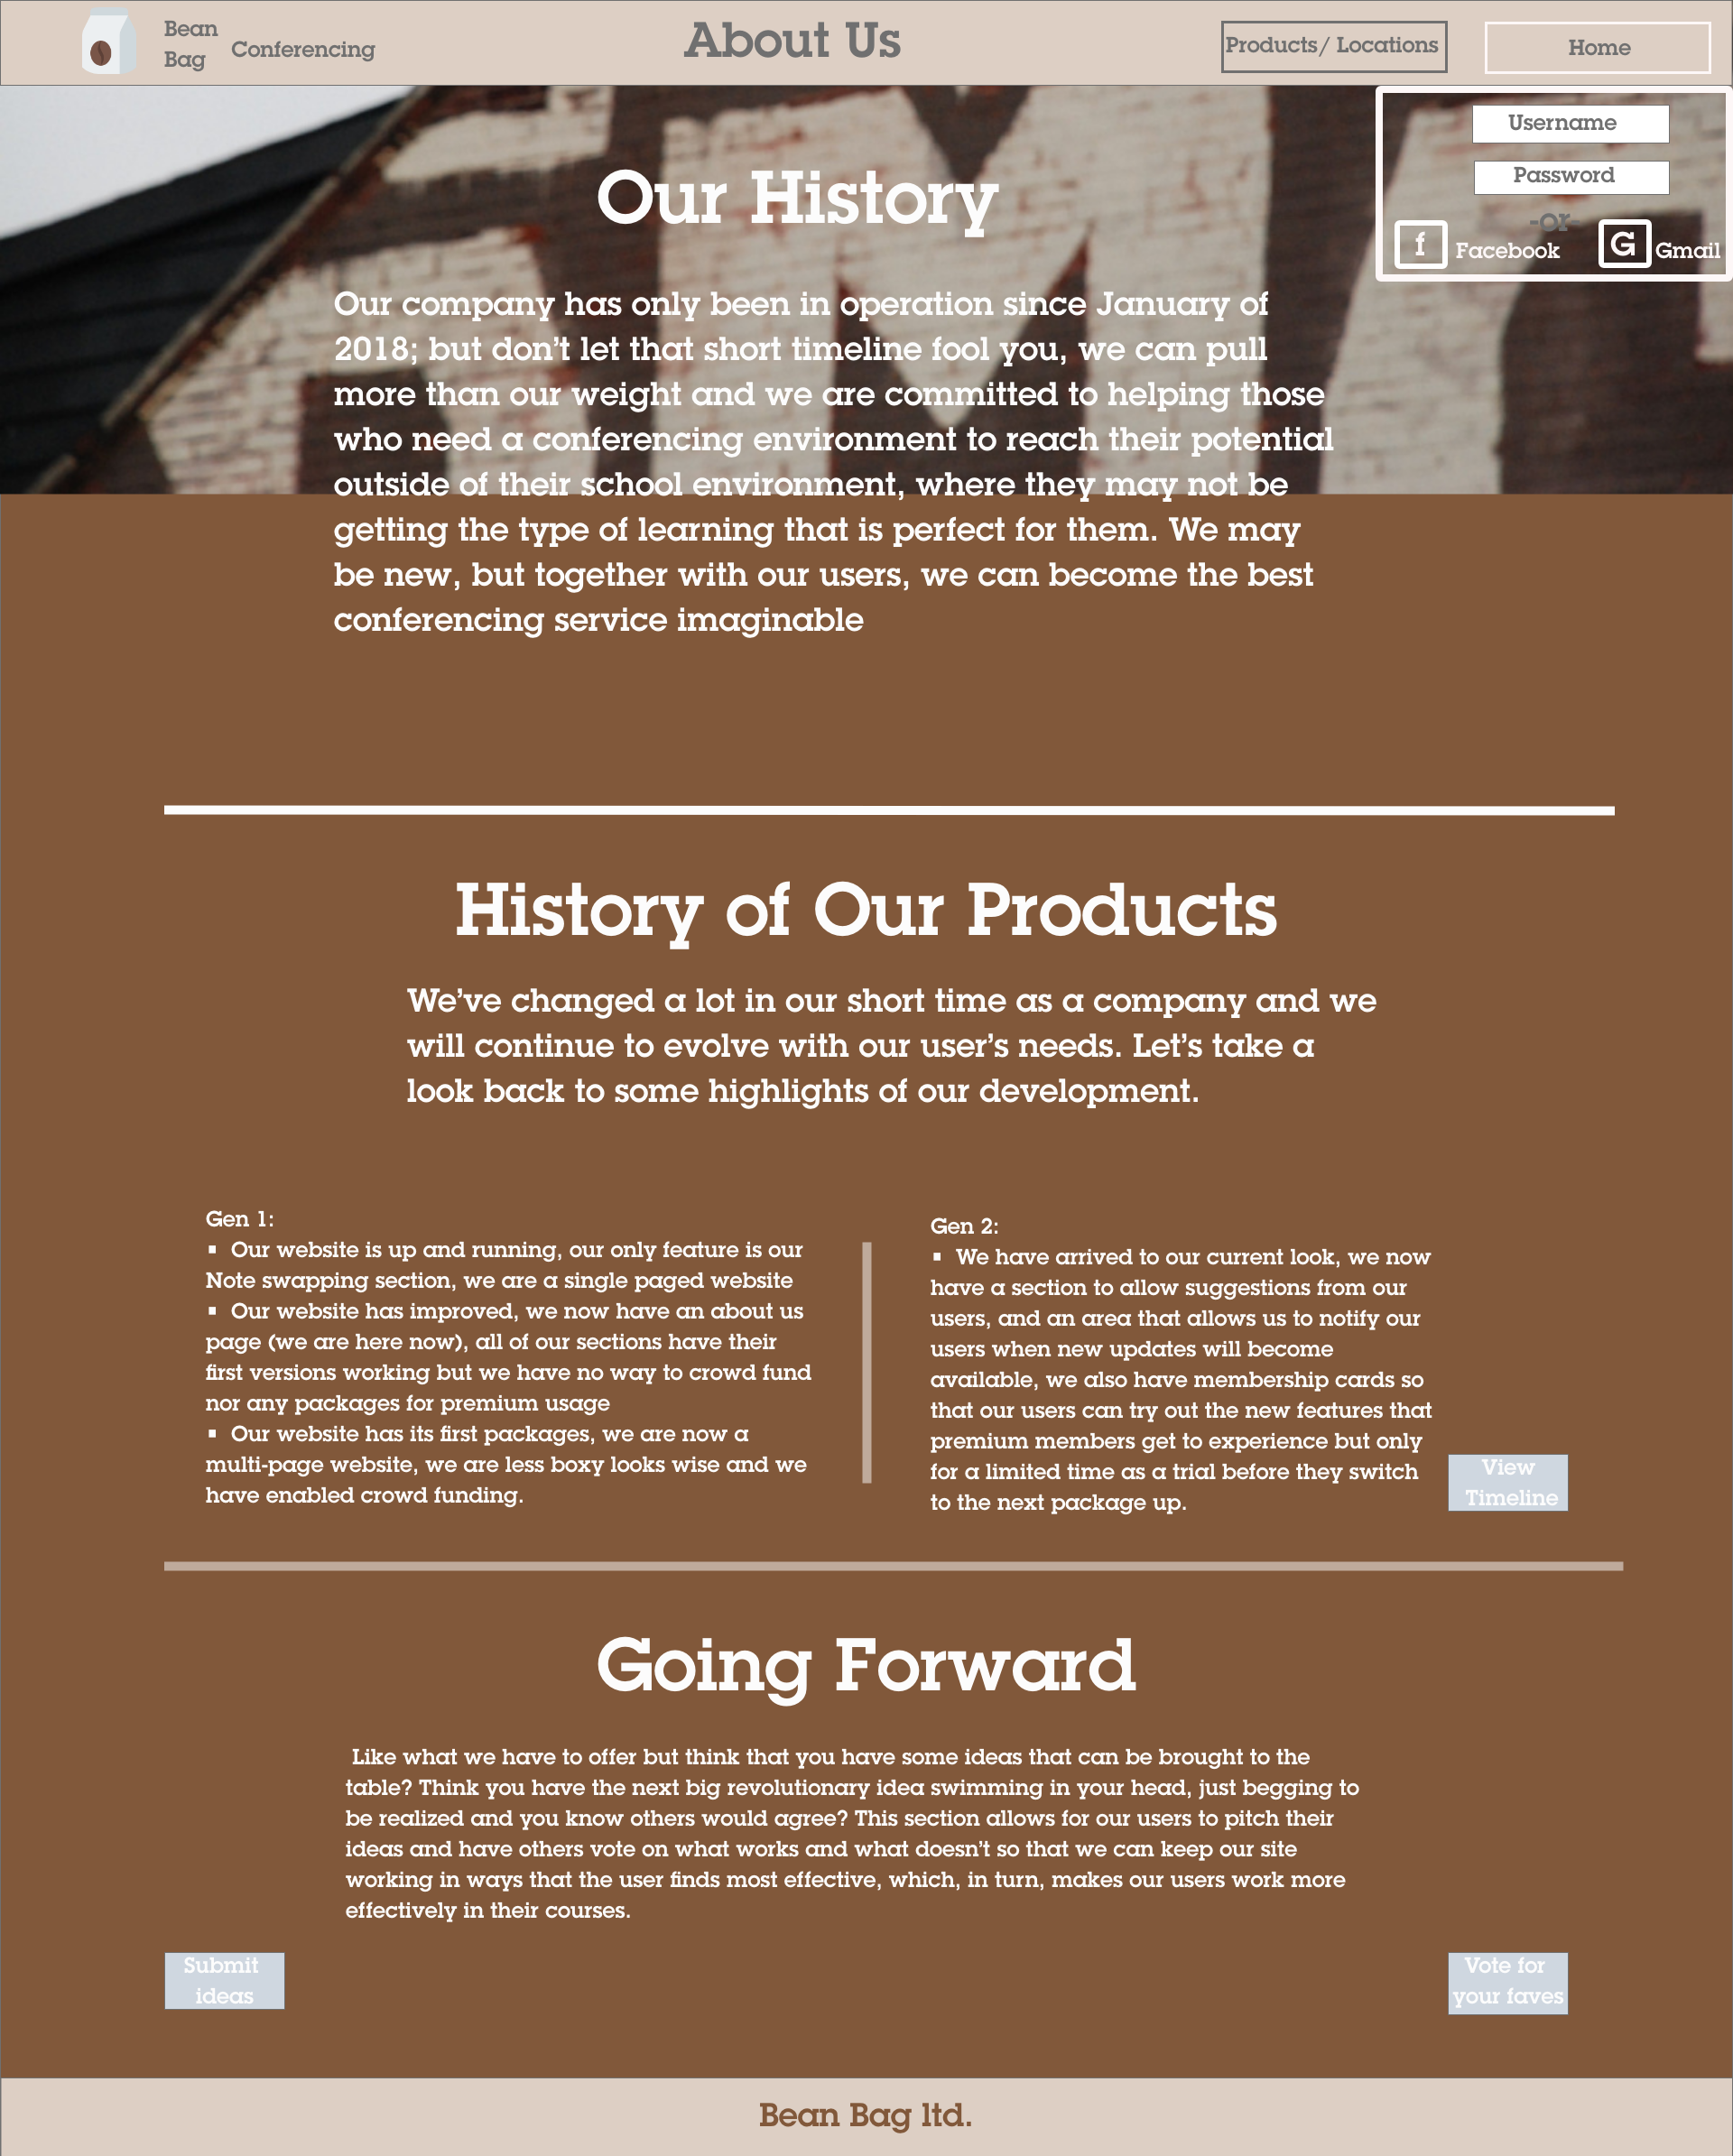 Bean
Bag
Conferencing
About Us
Products/ Locations
Home
Username
Password
-or-
f
Facebook
G
Gmail
Our History
Our company has only been in operation since January of
2018; but don’t let that short timeline fool you, we can pull
more than our weight and we are committed to helping those
who need a conferencing environment to reach their potential
outside of their school environment, where they may not be
getting the type of learning that is perfect for them. We may
be new, but together with our users, we can become the best
conferencing service imaginable
History of Our Products
We’ve changed a lot in our short time as a company and we
will continue to evolve with our user’s needs. Let’s take a
look back to some highlights of our development.
Gen 1:
▪ Our website is up and running, our only feature is our
Note swapping section, we are a single paged website
▪ Our website has improved, we now have an about us
page (we are here now), all of our sections have their
first versions working but we have no way to crowd fund
nor any packages for premium usage
▪ Our website has its first packages, we are now a
multi-page website, we are less boxy looks wise and we
have enabled crowd funding.
Gen 2:
▪ We have arrived to our current look, we now
have a section to allow suggestions from our
users, and an area that allows us to notify our
users when new updates will become
available, we also have membership cards so
that our users can try out the new features that
premium members get to experience but only
for a limited time as a trial before they switch
to the next package up.
View
Timeline
Going Forward
Like what we have to offer but think that you have some ideas that can be brought to the
table? Think you have the next big revolutionary idea swimming in your head, just begging to
be realized and you know others would agree? This section allows for our users to pitch their
ideas and have others vote on what works and what doesn’t so that we can keep our site
working in ways that the user finds most effective, which, in turn, makes our users work more
effectively in their courses.
Submit
ideas
Vote for
your faves
Bean Bag ltd.